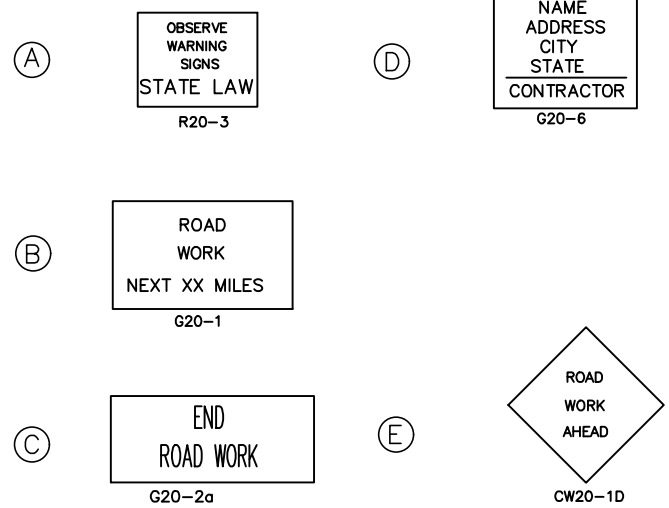 A
OBSERVE
WARNING
SIGNS
STATE LAW
R20-3
B
ROAD
WORK
NEXT XX MILES
G20-1
C
END
ROAD WORK
G20-2a
D
NAME
ADDRESS
CITY
STATE
CONTRACTOR
G20-6
E
ROAD
WORK
AHEAD
CW20-1D